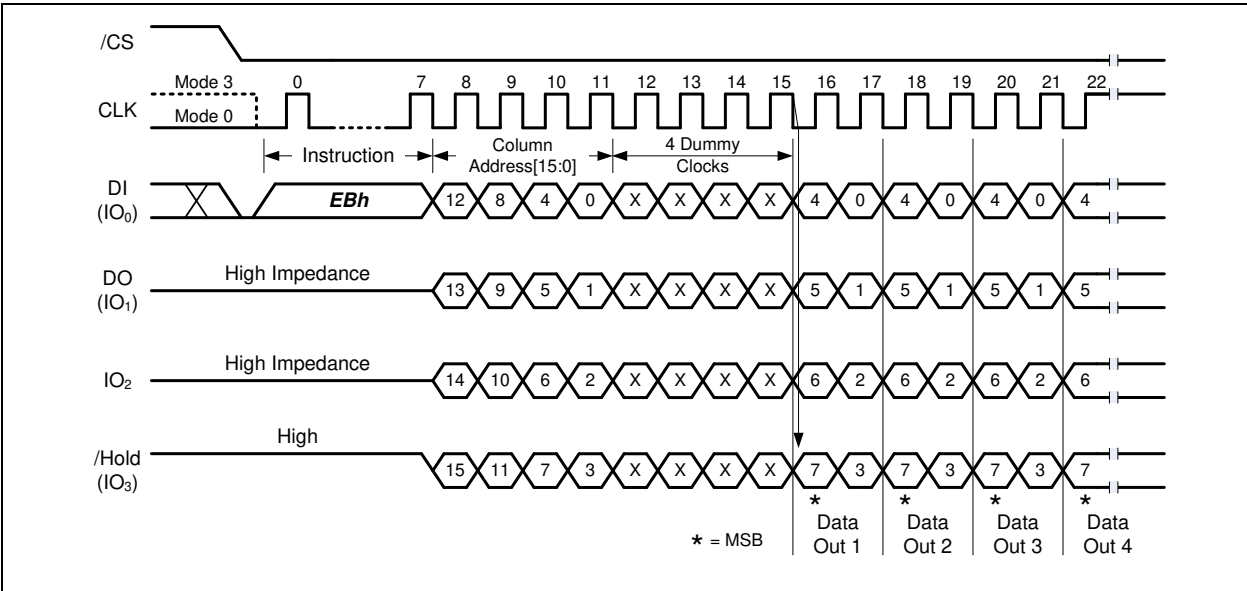 /CS
Mode 3 0 7 8 9 10 11 12 13 14 15 16 17 18 19 20 21 22
CLK
Mode 0
Instruction
Column
Address[15:0]
4 Dummy
Clocks
DI
(IO₀)
EBh 12 8 4 0 X X X X 4 0 4 0 4 0 4
High Impedance
DO
(IO₁)
13 9 5 1 X X X X 5 1 5 1 5 1 5
High Impedance
IO₂
14 10 6 2 X X X X 6 2 6 2 6 2 6
High
/Hold
(IO₃)
15 11 7 3 X X X X 7 3 7 3 7 3 7
* * * *
* = MSB
Data
Out 1
Data
Out 2
Data
Out 3
Data
Out 4